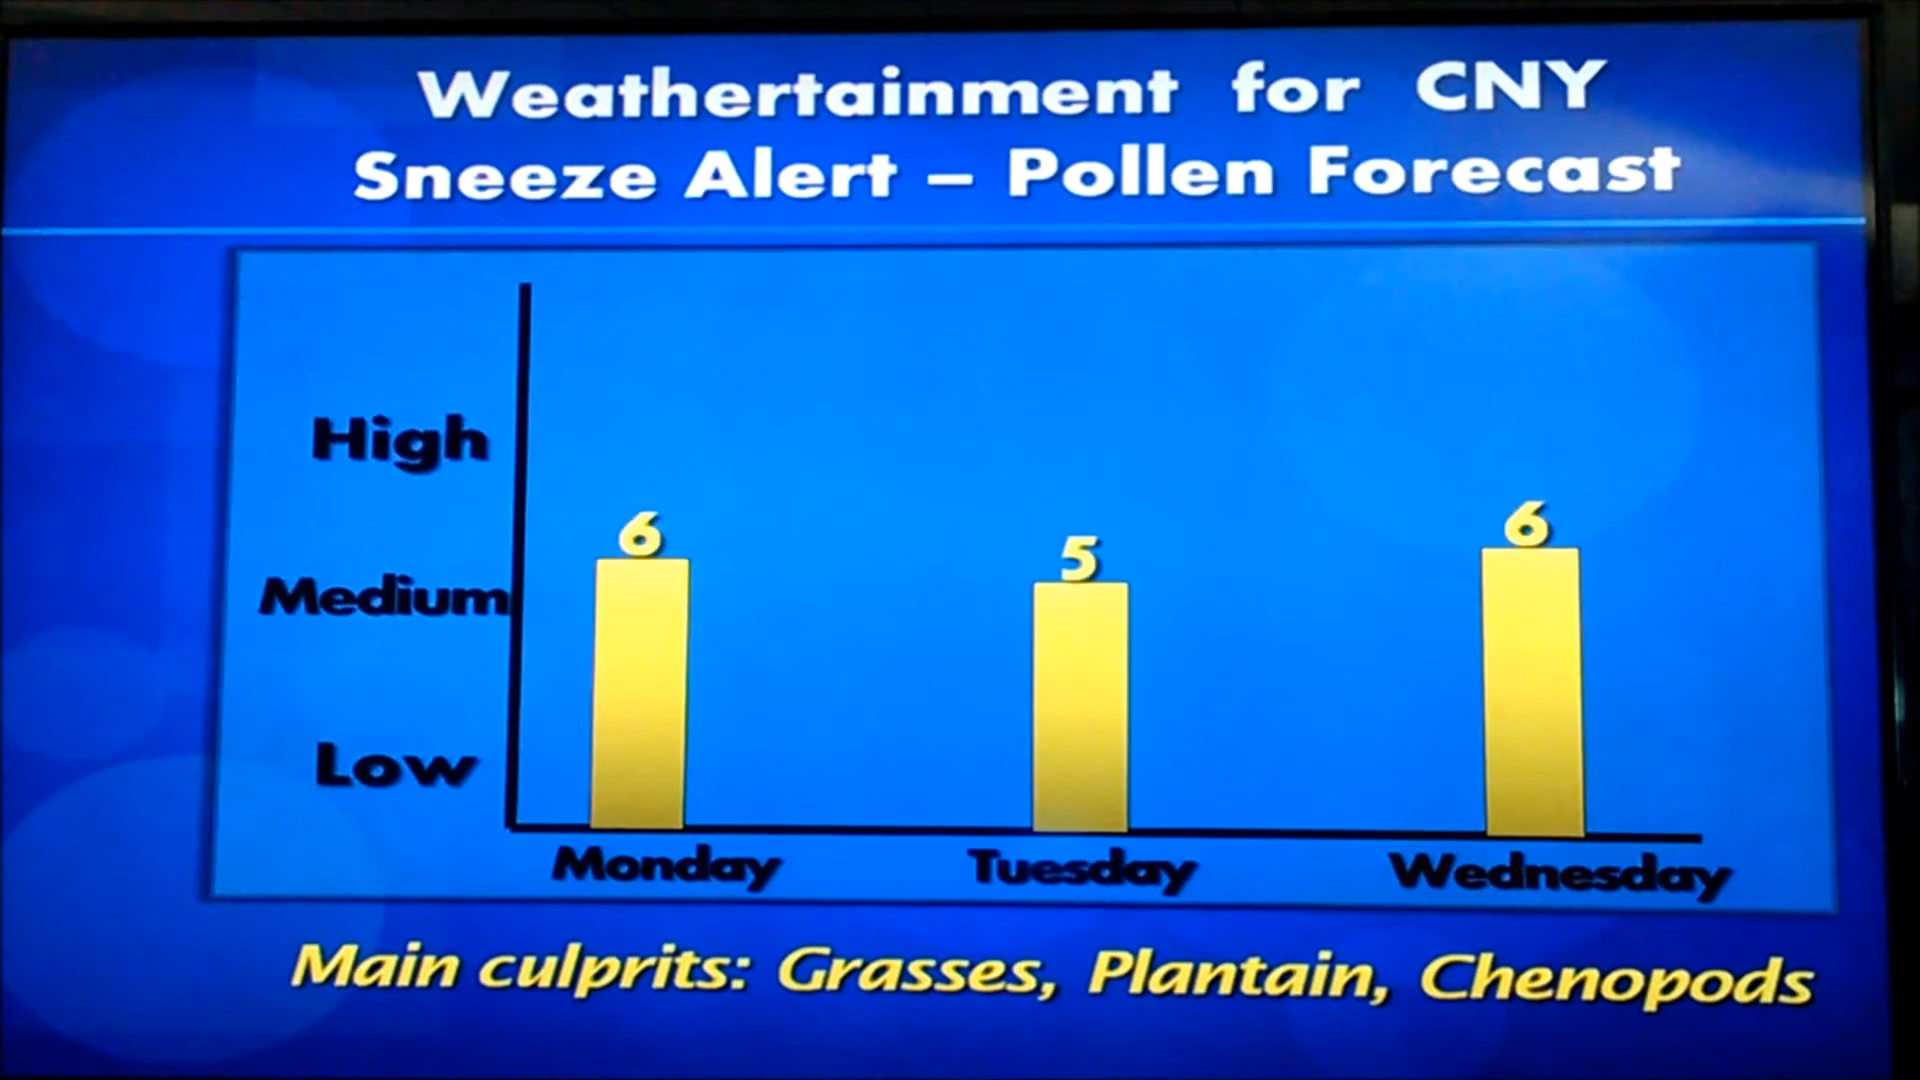 Weathertainment for CNY
Sneeze Alert – Pollen Forecast
High
Medium
Low
6
5
6
Monday Tuesday Wednesday
Main culprits: Grasses, Plantain, Chenopods